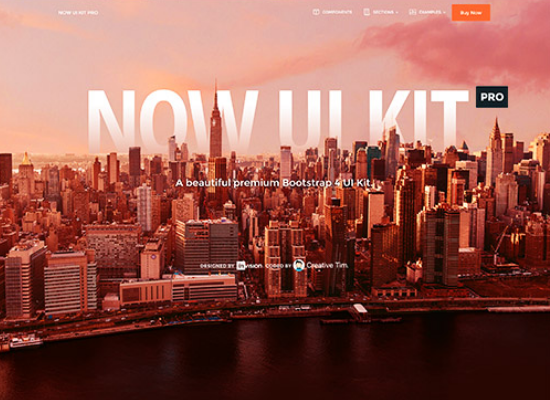 NOW UI KIT PRO
COMPONENTS
SECTIONS
EXAMPLES
Buy Now
NOW UI KIT
PRO
A beautiful premium Bootstrap 4 UI Kit.
DESIGNED BY inVISION. CODED BY Creative Tim.